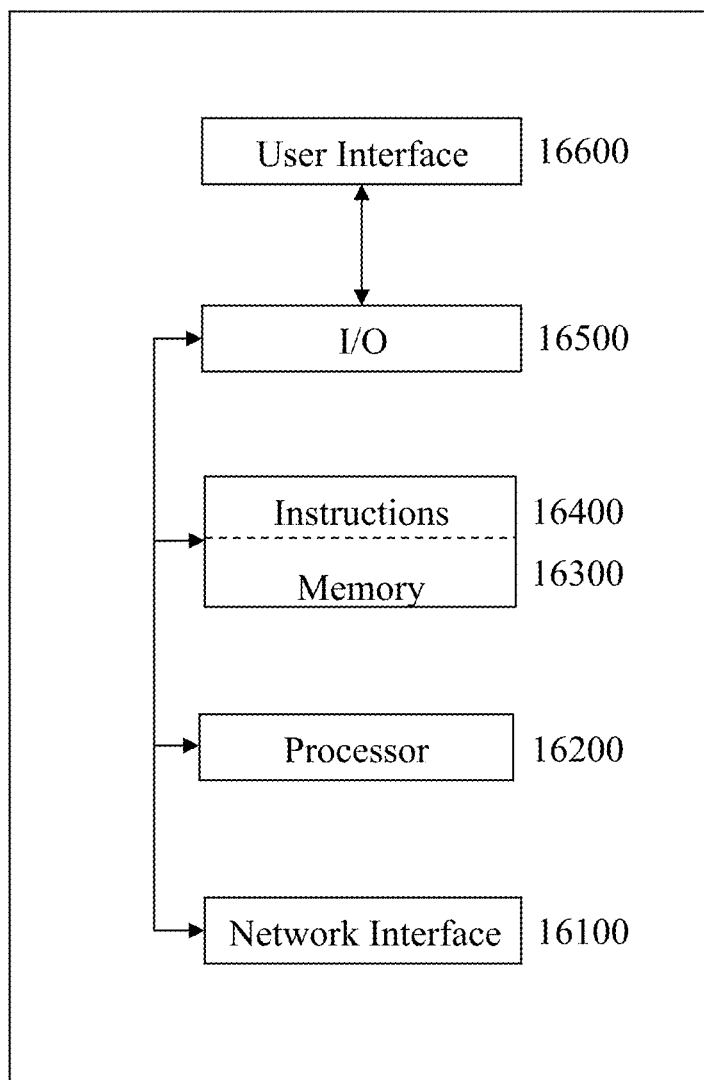 User Interface 16600
I/O 16500
Instructions 16400
Memory 16300
Processor 16200
Network Interface 16100